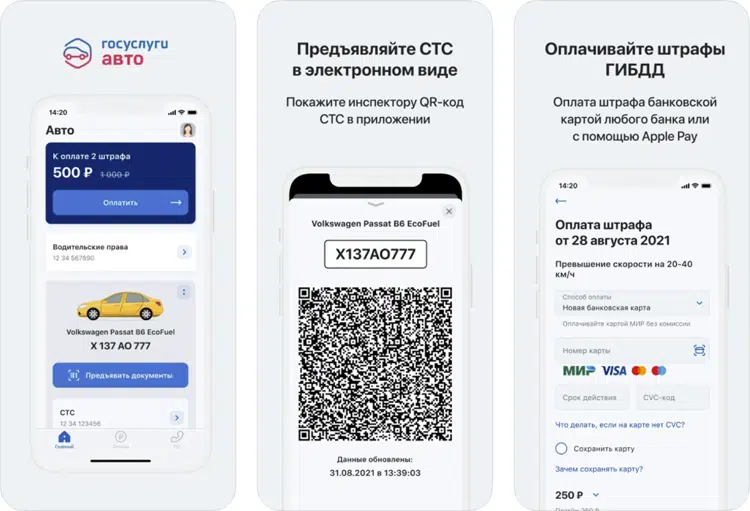 госуслуги
авто
14:20
Авто
К оплате 2 штрафа
500 ₽ 1 000 ₽
Оплатить
Водительские права
12 34 567890
Volkswagen Passat B6 EcoFuel
X 137 AO 777
Предъявить документы
СТС
12 34 123456
Главная
Предъявляйте СТС
в электронном виде
Покажите инспектору QR-код
СТС в приложении
Volkswagen Passat B6 EcoFuel
X137AO777
Данные обновлены:
31.08.2021 в 13:39:03
Оплачивайте штрафы
ГИБДД
Оплата штрафа банковской
картой любого банка или
с помощью Apple Pay
14:20
Оплата штрафа
от 28 августа 2021
Превышение скорости на 20-40
км/ч
Способ оплаты
Новая банковская карта
Оплачивайте картой МИР без комиссии
Номер карты
МИР VISA
Срок действия
CVC-код
Что делать, если на карте нет CVC?
Сохранить карту
Зачем сохранять карту?
250 ₽